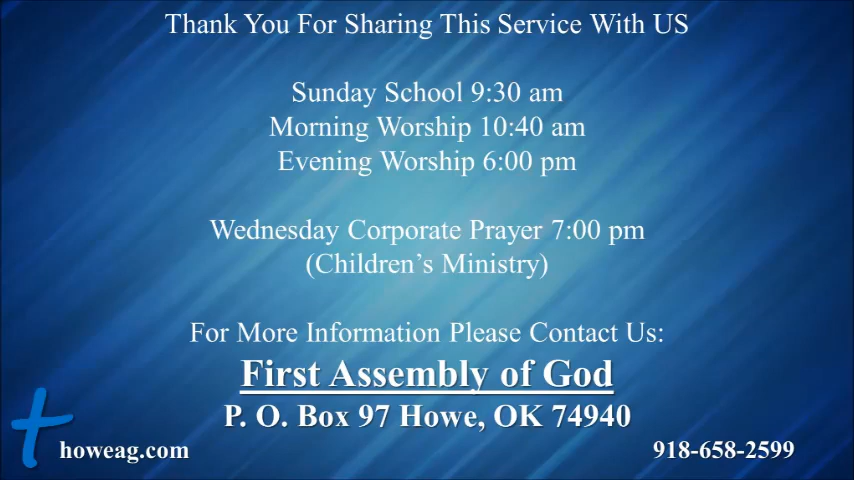 Thank You For Sharing This Service With US
Sunday School 9:30 am
Morning Worship 10:40 am
Evening Worship 6:00 pm
Wednesday Corporate Prayer 7:00 pm
(Children’s Ministry)
For More Information Please Contact Us:
First Assembly of God
P. O. Box 97 Howe, OK 74940
howeag.com
918-658-2599